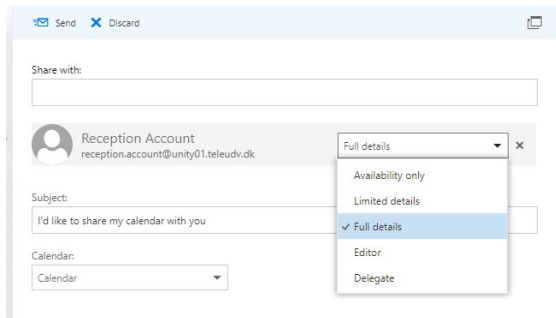 Send Discard
Share with:
Reception Account
reception.account@unity01.teleudv.dk
Full details
Availability only
Limited details
Full details
Editor
Delegate
Subject:
I'd like to share my calendar with you
Calendar:
Calendar